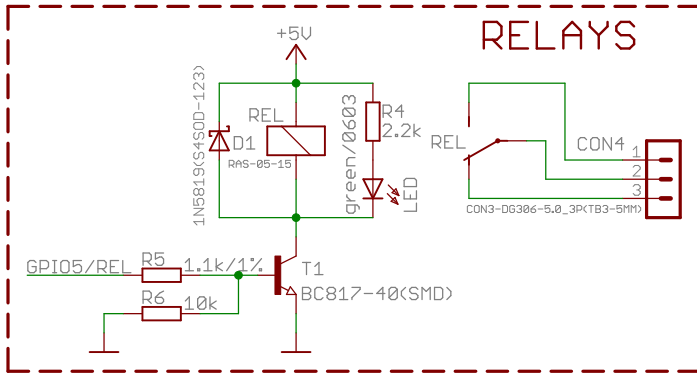 RELAYS
+5V
1N5819(S4SOD-123)
D1
REL
RAS-05-15
green/0603
R4
2.2k
LED
REL
CON4
1
2
3
CON3-DG306-5.0_3P(TB3-5MM)
GPIO5/REL
R5
1.1k/1%
R6
10k
T1
BC817-40(SMD)